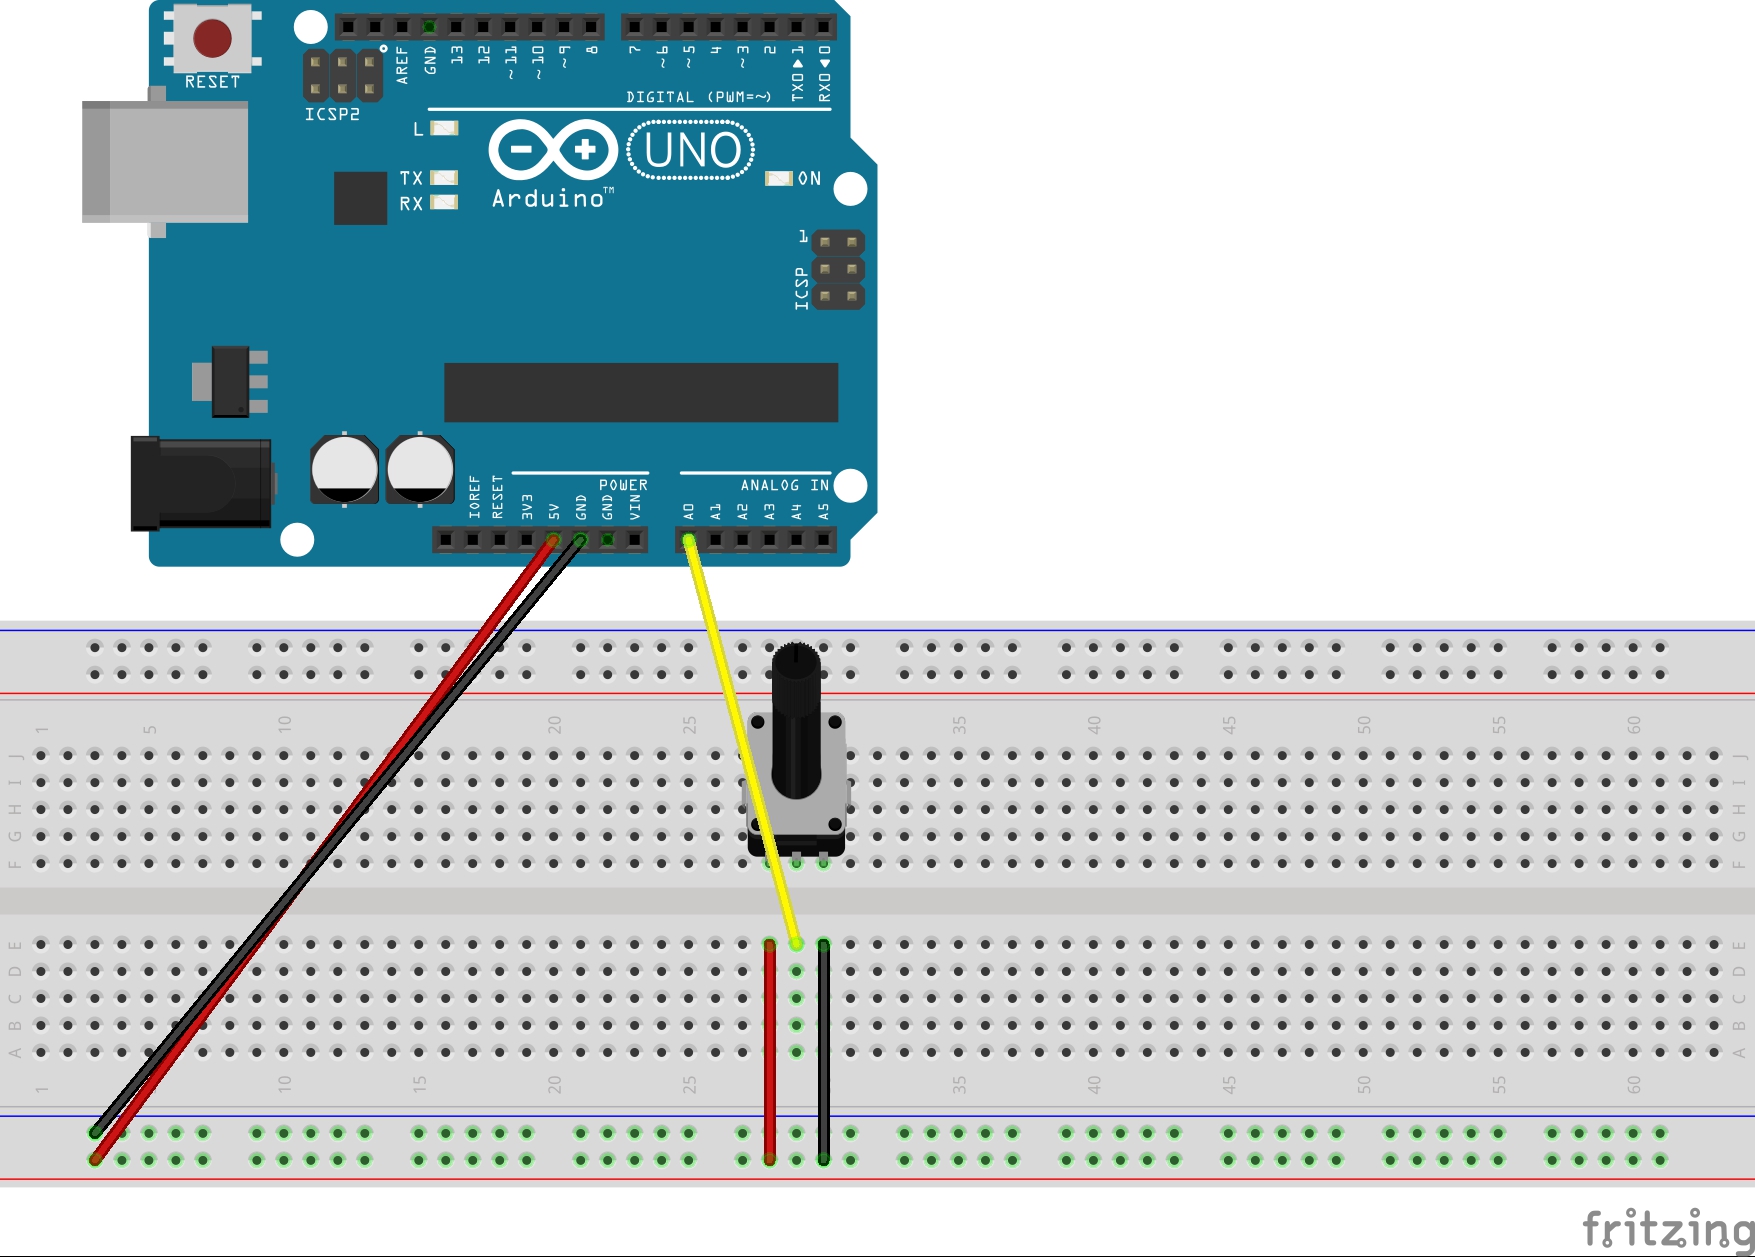 RESET
ICSP2
AREF
GND
13
12
~11
~10
~9
8
7
~6
~5
4
~3
2
TX0▶1
RX0◀0
DIGITAL (PWM=~)
L
TX
RX
Arduino™
UNO
ON
1
ICSP
POWER
ANALOG IN
IOREF
RESET
3V3
5V
GND
GND
VIN
A0
A1
A2
A3
A4
A5
1 5 10 20 25 35 40 45 50 55 60
J J
I I
H H
G G
F F
E E
D D
C C
B B
A A
1 10 15 20 25 35 40 45 50 55 60
fritzing